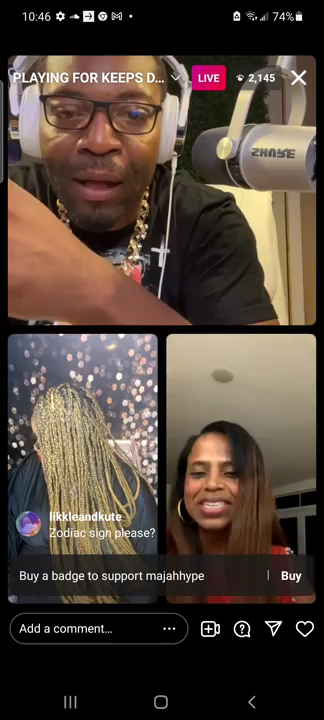 10:46 74%
PLAYING FOR KEEPS D... LIVE 2,145
SHURE
likkleandkute_
Zodiac sign please?
Buy a badge to support majahhype Buy
Add a comment...